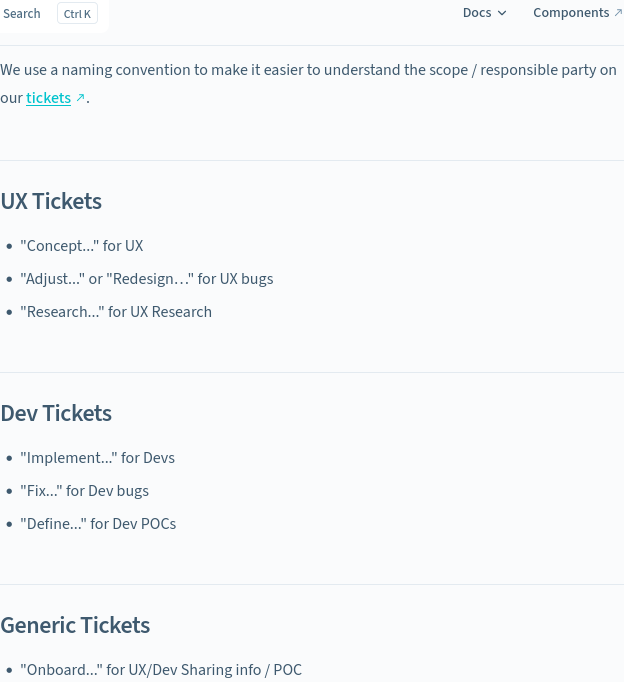 Search Ctrl K Docs Components ↗
We use a naming convention to make it easier to understand the scope / responsible party on
our tickets ↗.
UX Tickets
• "Concept..." for UX
• "Adjust..." or "Redesign…" for UX bugs
• "Research..." for UX Research
Dev Tickets
• "Implement..." for Devs
• "Fix..." for Dev bugs
• "Define..." for Dev POCs
Generic Tickets
• "Onboard..." for UX/Dev Sharing info / POC